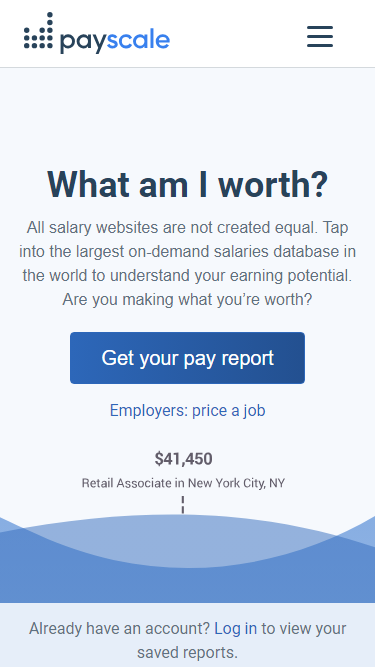 payscale
What am I worth?
All salary websites are not created equal. Tap
into the largest on-demand salaries database in
the world to understand your earning potential.
Are you making what you’re worth?
Get your pay report
Employers: price a job
$41,450
Retail Associate in New York City, NY
Already have an account? Log in to view your
saved reports.